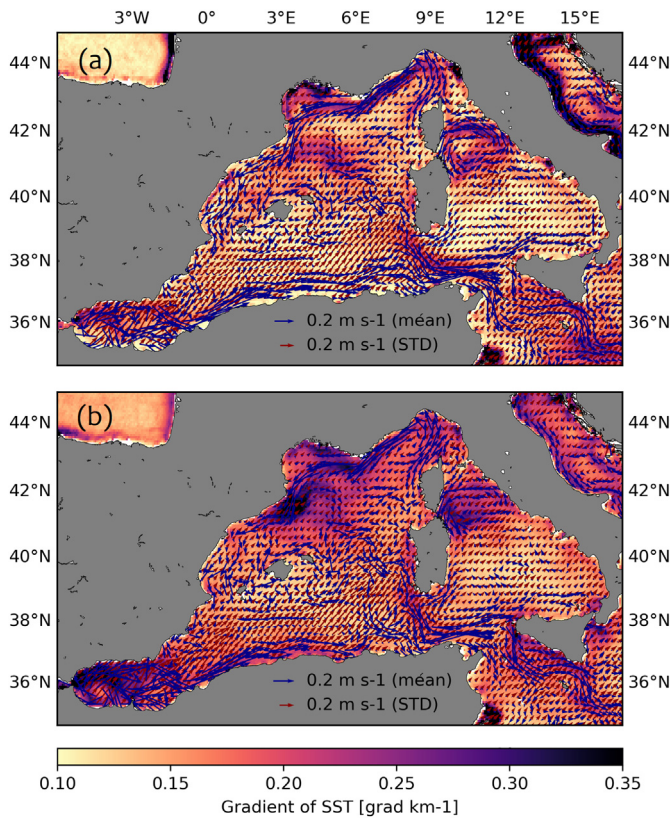 3°W 0° 3°E 6°E 9°E 12°E 15°E
(a)
44°N 44°N
42°N 42°N
40°N 40°N
38°N 38°N
36°N 36°N
0.2 m s-1 (méan)
0.2 m s-1 (STD)
(b)
44°N 44°N
42°N 42°N
40°N 40°N
38°N 38°N
36°N 36°N
0.2 m s-1 (méan)
0.2 m s-1 (STD)
0.10 0.15 0.20 0.25 0.30 0.35
Gradient of SST [grad km-1]